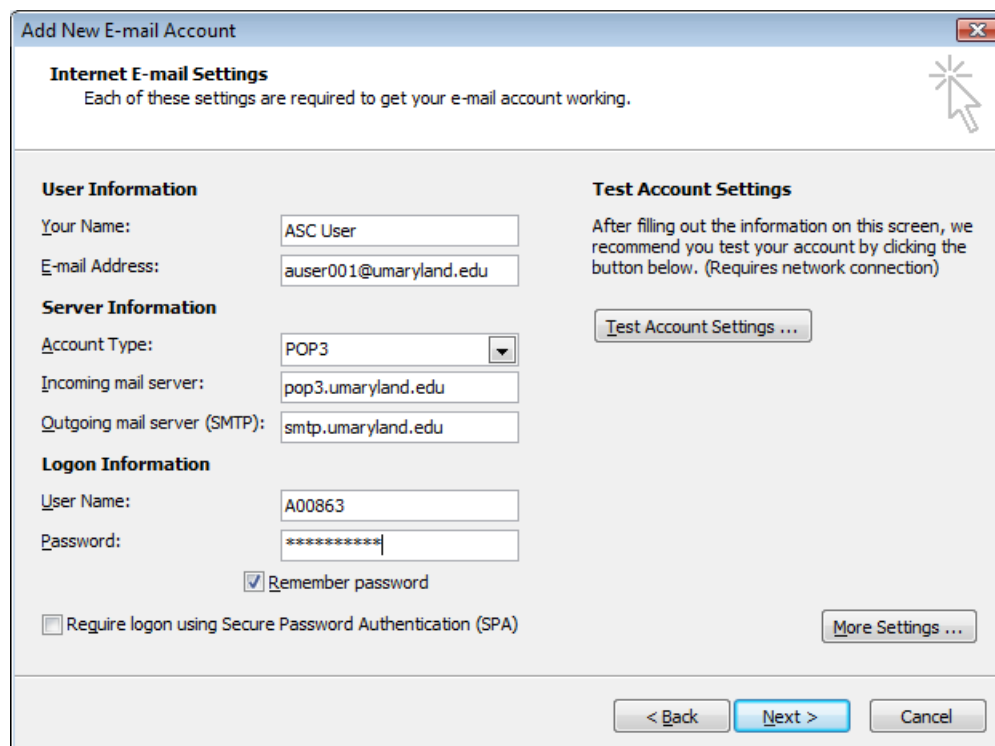 Add New E-mail Account
Internet E-mail Settings
Each of these settings are required to get your e-mail account working.
User Information
Your Name:
ASC User
E-mail Address:
auser001@umaryland.edu
Server Information
Account Type:
POP3
Incoming mail server:
pop3.umaryland.edu
Outgoing mail server (SMTP):
smtp.umaryland.edu
Logon Information
User Name:
A00863
Password:
**********
Remember password
Require logon using Secure Password Authentication (SPA)
Test Account Settings
After filling out the information on this screen, we
recommend you test your account by clicking the
button below. (Requires network connection)
Test Account Settings ...
More Settings ...
< Back
Next >
Cancel